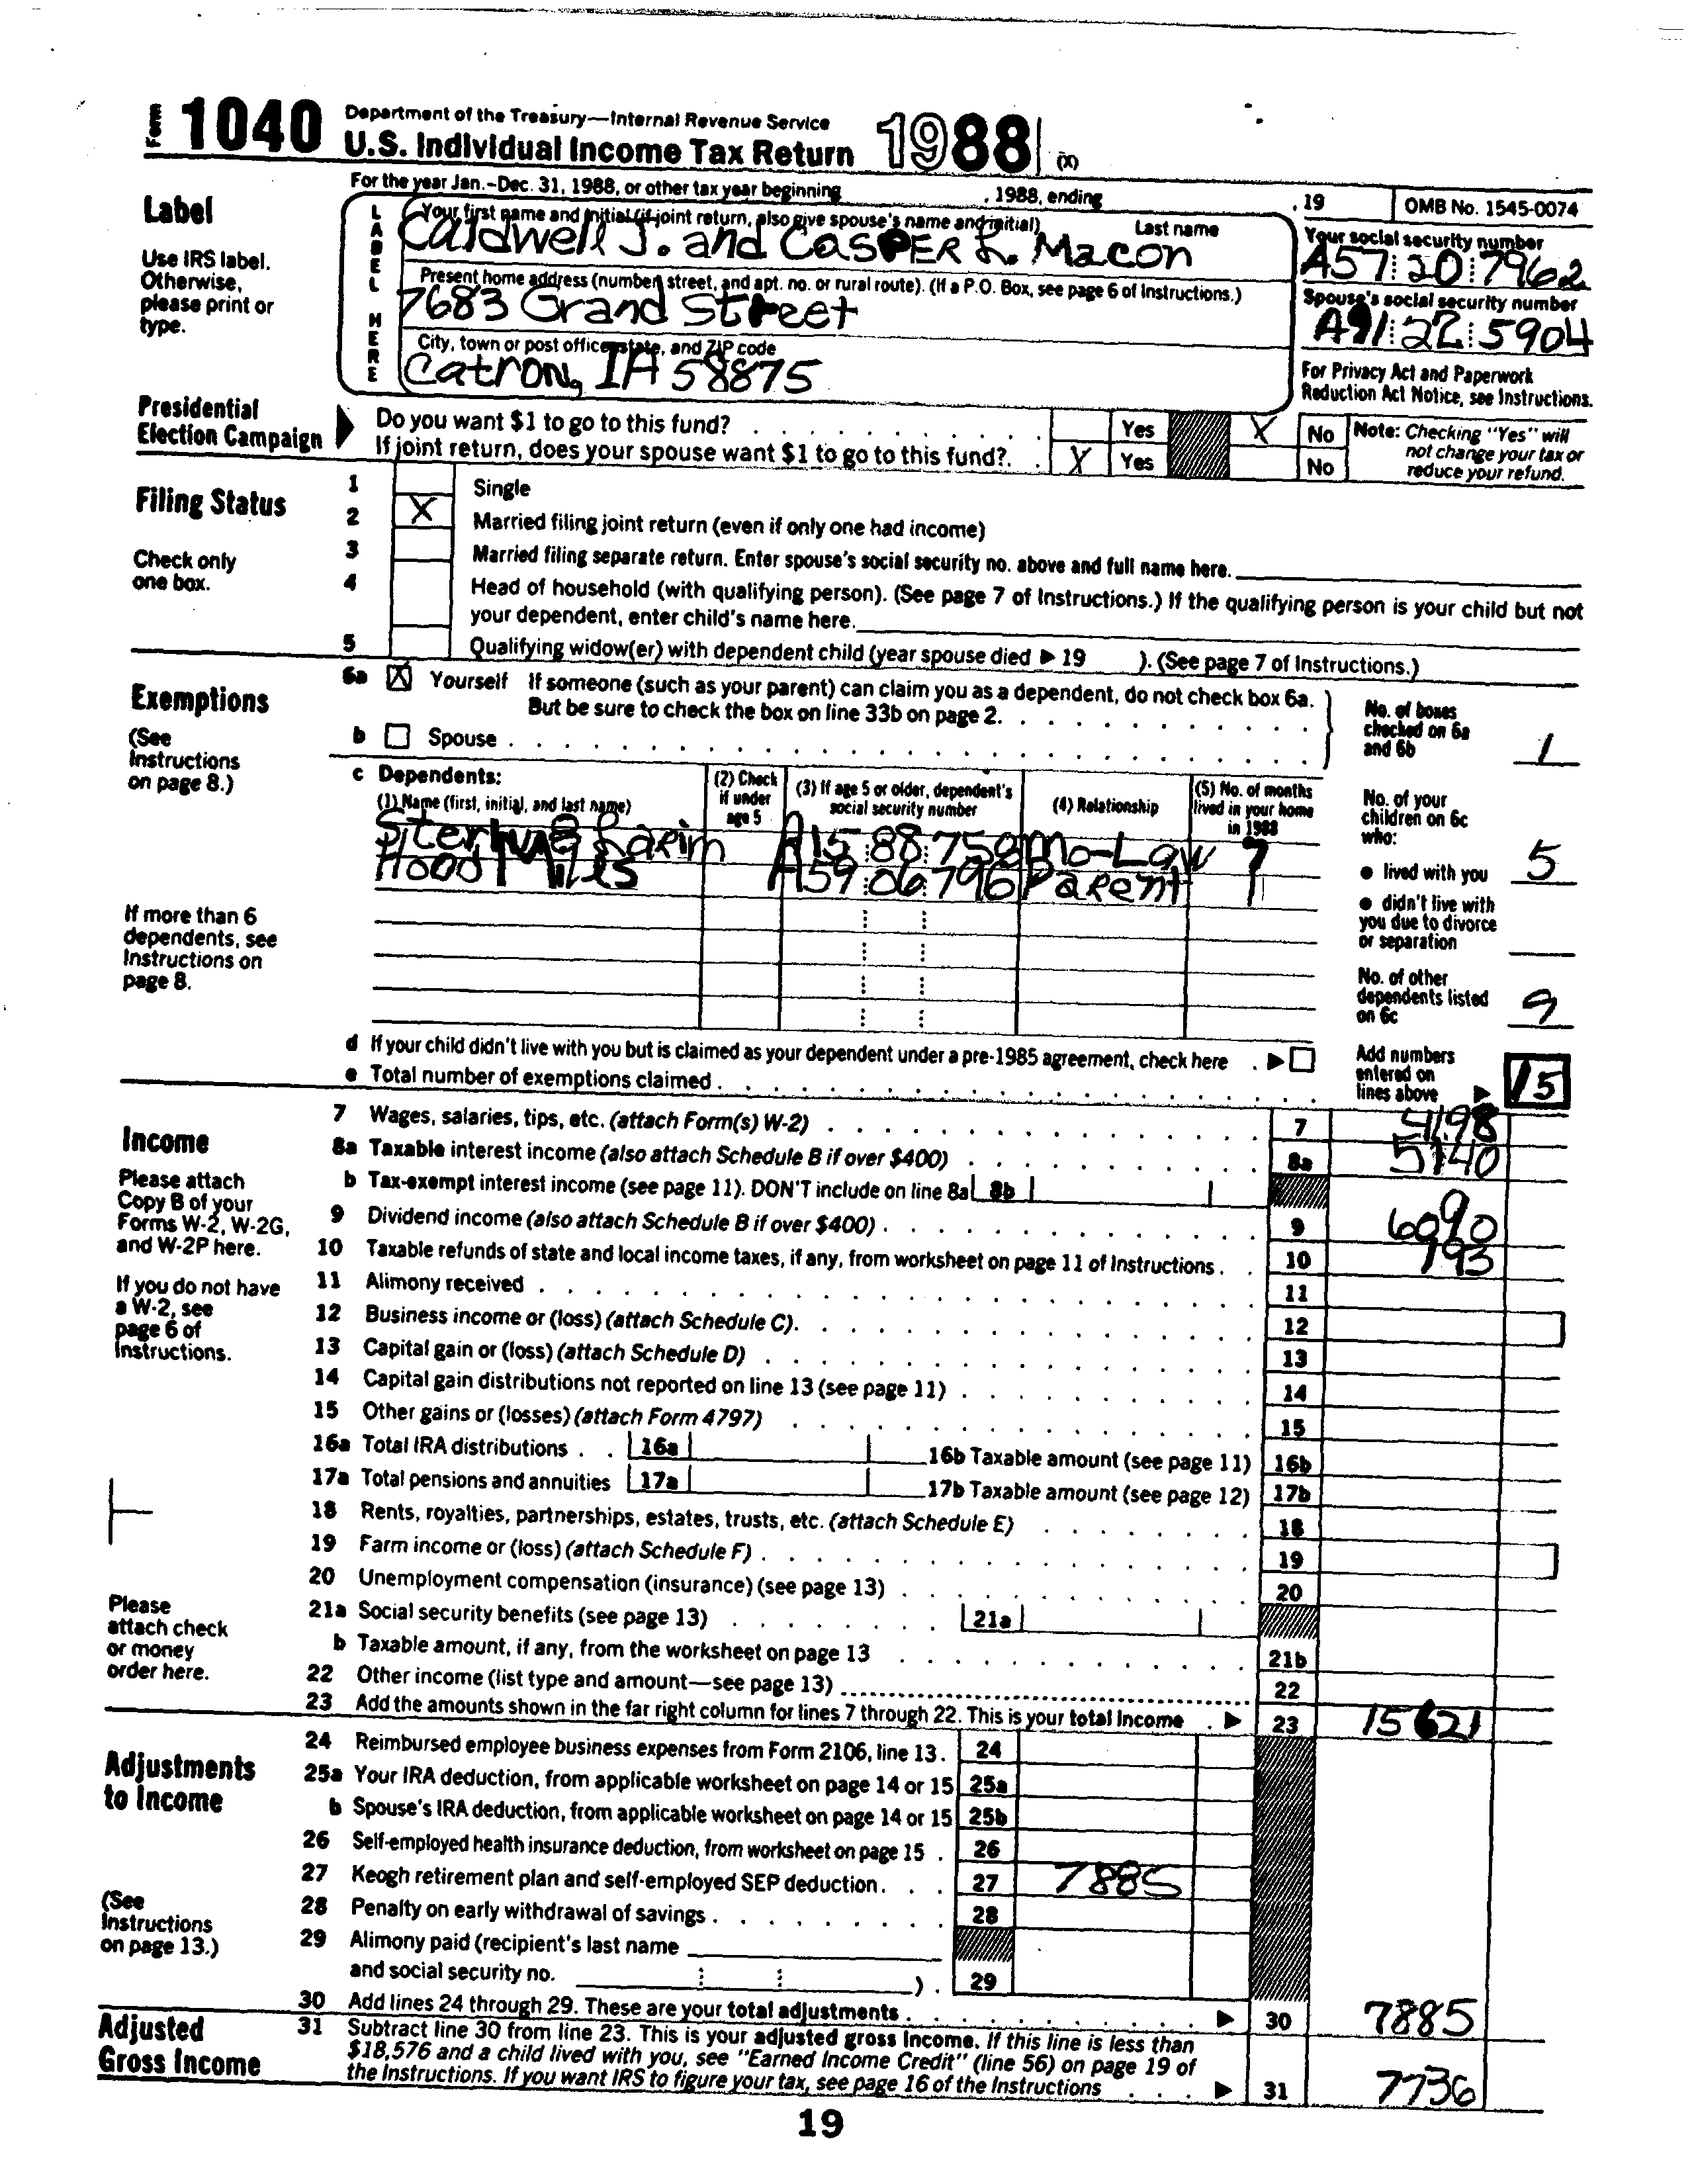 Form 1040 Department of the Treasury—Internal Revenue Service
U.S. Individual Income Tax Return 1988 (X)
For the year Jan.–Dec. 31, 1988, or other tax year beginning , 1988, ending , 19 OMB No. 1545-0074
Label
Use IRS label.
Otherwise,
please print or
type.
LABEL HERE
Your first name and initial (if joint return, also give spouse's name and initial) Last name
Caldwell J. and Casper L. Macon
Your social security number
A57 20 7962
Present home address (number, street, and apt. no. or rural route). (If a P.O. Box, see page 6 of Instructions.)
7683 Grand Street
Spouse's social security number
A91 22 5904
City, town or post office, state, and ZIP code
Catron, IA 58875
For Privacy Act and Paperwork
Reduction Act Notice, see Instructions.
Presidential
Election Campaign
Do you want $1 to go to this fund? Yes X No
If joint return, does your spouse want $1 to go to this fund? X Yes No
Note: Checking "Yes" will
not change your tax or
reduce your refund.
Filing Status
Check only
one box.
1 Single
2 X Married filing joint return (even if only one had income)
3 Married filing separate return. Enter spouse's social security no. above and full name here.
4 Head of household (with qualifying person). (See page 7 of Instructions.) If the qualifying person is your child but not
your dependent, enter child's name here.
5 Qualifying widow(er) with dependent child (year spouse died ▶ 19 ). (See page 7 of Instructions.)
Exemptions
(See
Instructions
on page 8.)
6a X Yourself If someone (such as your parent) can claim you as a dependent, do not check box 6a.
But be sure to check the box on line 33b on page 2.
b Spouse
No. of boxes
checked on 6a
and 6b 1
c Dependents:
(1) Name (first, initial, and last name)
(2) Check
if under
age 5
(3) If age 5 or older, dependent's
social security number
(4) Relationship
(5) No. of months
lived in your home
in 1988
A15 88 758 Mo-Law 7
Hood Miles A59 06 796 Parent 7
If more than 6
dependents, see
Instructions on
page 8.
No. of your
children on 6c
who:
● lived with you 5
● didn't live with
you due to divorce
or separation
No. of other
dependents listed
on 6c 9
d If your child didn't live with you but is claimed as your dependent under a pre-1985 agreement, check here ▶
e Total number of exemptions claimed
Add numbers
entered on
lines above ▶ 15
Income
Please attach
Copy B of your
Forms W-2, W-2G,
and W-2P here.
If you do not have
a W-2, see
page 6 of
Instructions.
Please
attach check
or money
order here.
7 Wages, salaries, tips, etc. (attach Form(s) W-2) 7 4198
8a Taxable interest income (also attach Schedule B if over $400) 8a 5140
b Tax-exempt interest income (see page 11). DON'T include on line 8a 8b
9 Dividend income (also attach Schedule B if over $400) 9 6090
10 Taxable refunds of state and local income taxes, if any, from worksheet on page 11 of Instructions. 10 193
11 Alimony received 11
12 Business income or (loss) (attach Schedule C). 12
13 Capital gain or (loss) (attach Schedule D) 13
14 Capital gain distributions not reported on line 13 (see page 11) 14
15 Other gains or (losses) (attach Form 4797) 15
16a Total IRA distributions 16a 16b Taxable amount (see page 11) 16b
17a Total pensions and annuities 17a 17b Taxable amount (see page 12) 17b
18 Rents, royalties, partnerships, estates, trusts, etc. (attach Schedule E) 18
19 Farm income or (loss) (attach Schedule F) 19
20 Unemployment compensation (insurance) (see page 13) 20
21a Social security benefits (see page 13) 21a
b Taxable amount, if any, from the worksheet on page 13 21b
22 Other income (list type and amount—see page 13) 22
23 Add the amounts shown in the far right column for lines 7 through 22. This is your total income ▶ 23 15621
Adjustments
to Income
(See
Instructions
on page 13.)
24 Reimbursed employee business expenses from Form 2106, line 13. 24
25a Your IRA deduction, from applicable worksheet on page 14 or 15 25a
b Spouse's IRA deduction, from applicable worksheet on page 14 or 15 25b
26 Self-employed health insurance deduction, from worksheet on page 15 26
27 Keogh retirement plan and self-employed SEP deduction 27 7885
28 Penalty on early withdrawal of savings 28
29 Alimony paid (recipient's last name
and social security no. ) 29
30 Add lines 24 through 29. These are your total adjustments ▶ 30 7885
Adjusted
Gross Income
31 Subtract line 30 from line 23. This is your adjusted gross income. If this line is less than
$18,576 and a child lived with you, see "Earned Income Credit" (line 56) on page 19 of
the Instructions. If you want IRS to figure your tax, see page 16 of the Instructions ▶ 31 7736
19